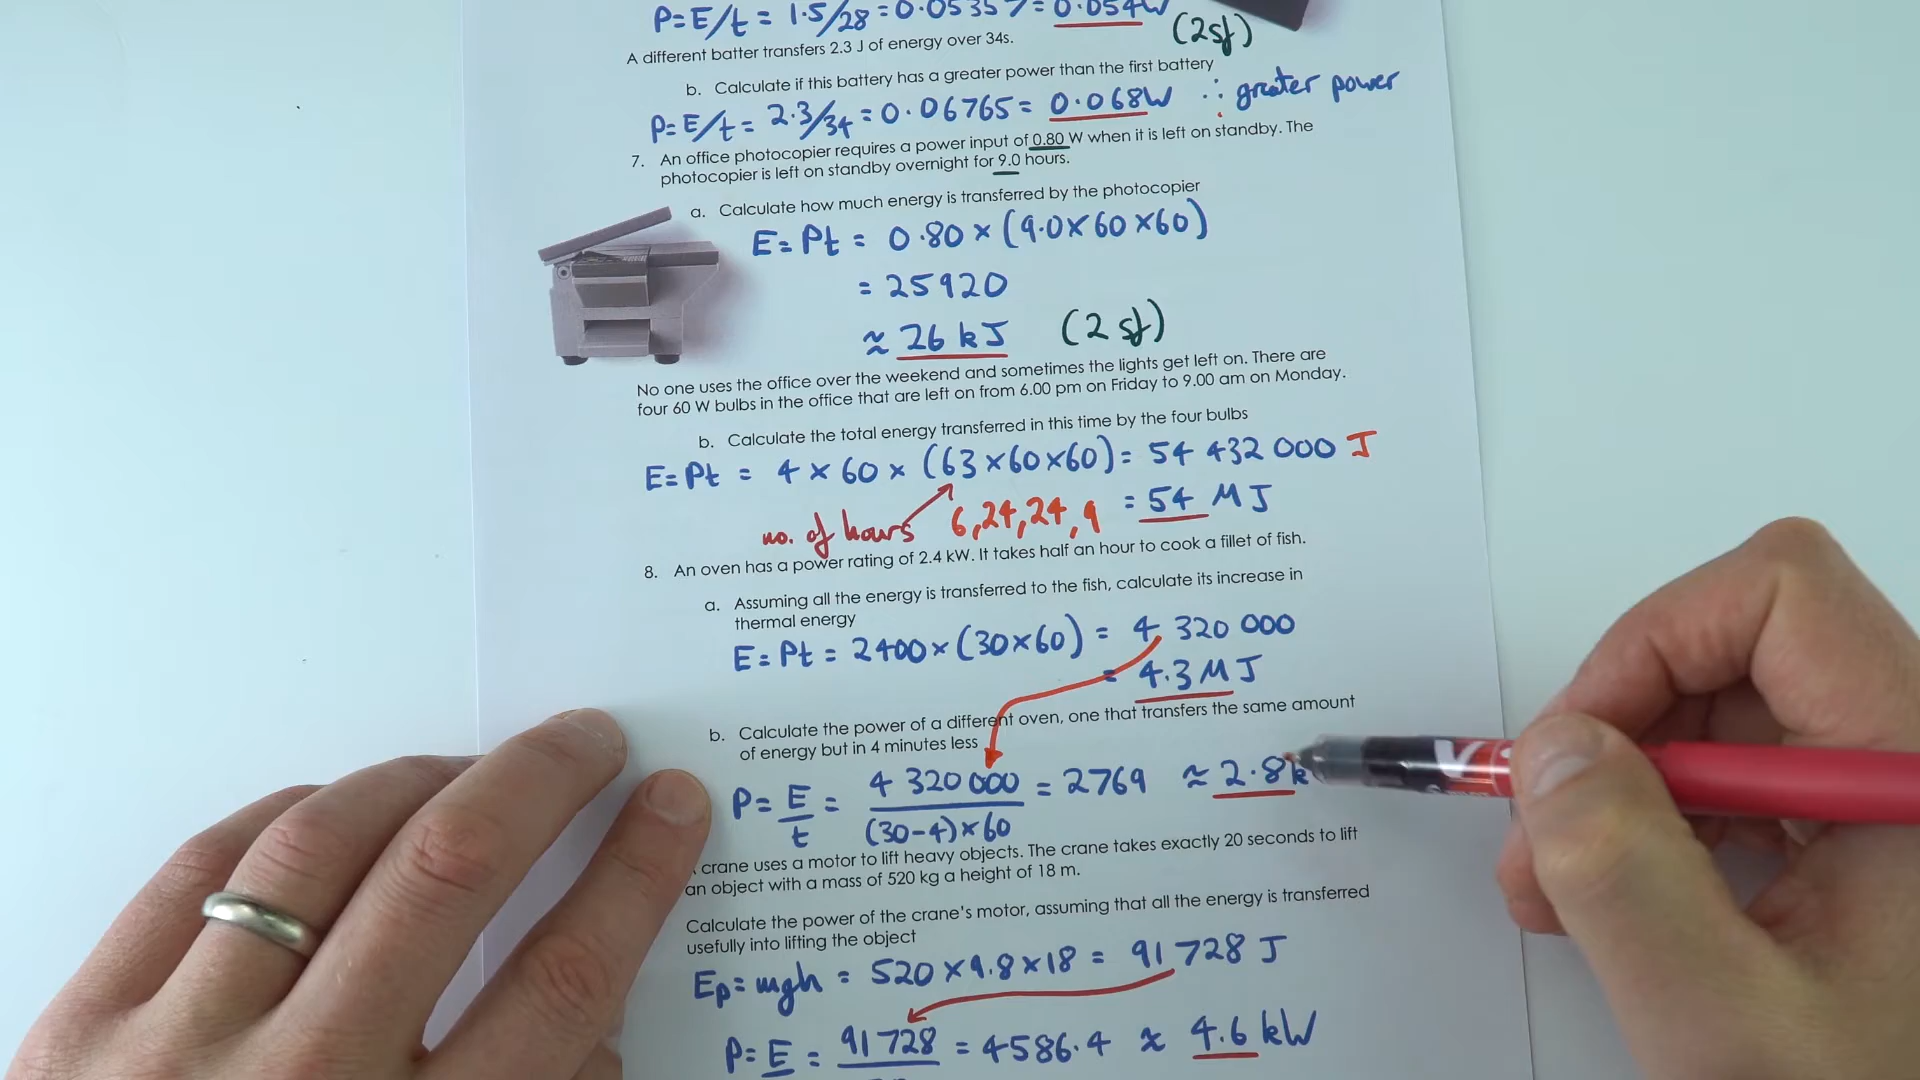 P=E/t = 1.5/28 = 0.05357 = 0.054W
(2sf)
A different batter transfers 2.3 J of energy over 34s.
b. Calculate if this battery has a greater power than the first battery
P=E/t = 2.3/34 = 0.06765 = 0.068W ∴ greater power
7. An office photocopier requires a power input of 0.80 W when it is left on standby. The
photocopier is left on standby overnight for 9.0 hours.
a. Calculate how much energy is transferred by the photocopier
E = Pt = 0.80 × (9.0×60×60)
= 25920
≈ 26 kJ (2 sf)
No one uses the office over the weekend and sometimes the lights get left on. There are
four 60 W bulbs in the office that are left on from 6.00 pm on Friday to 9.00 am on Monday.
b. Calculate the total energy transferred in this time by the four bulbs
E = Pt = 4 × 60 × (63×60×60) = 54 432 000 J
no. of hours 6,24,24,9 = 54 MJ
8. An oven has a power rating of 2.4 kW. It takes half an hour to cook a fillet of fish.
a. Assuming all the energy is transferred to the fish, calculate its increase in
thermal energy
E = Pt = 2400 × (30×60) = 4 320 000
= 4.3 MJ
b. Calculate the power of a different oven, one that transfers the same amount
of energy but in 4 minutes less
P = E/t = 4 320 000/(30-4)×60 = 2769 ≈ 2.8k
crane uses a motor to lift heavy objects. The crane takes exactly 20 seconds to lift
an object with a mass of 520 kg a height of 18 m.
Calculate the power of the crane's motor, assuming that all the energy is transferred
usefully into lifting the object
Ep = mgh = 520 × 9.8 × 18 = 91 728 J
P = E = 91 728 = 4586.4 ≈ 4.6 kW